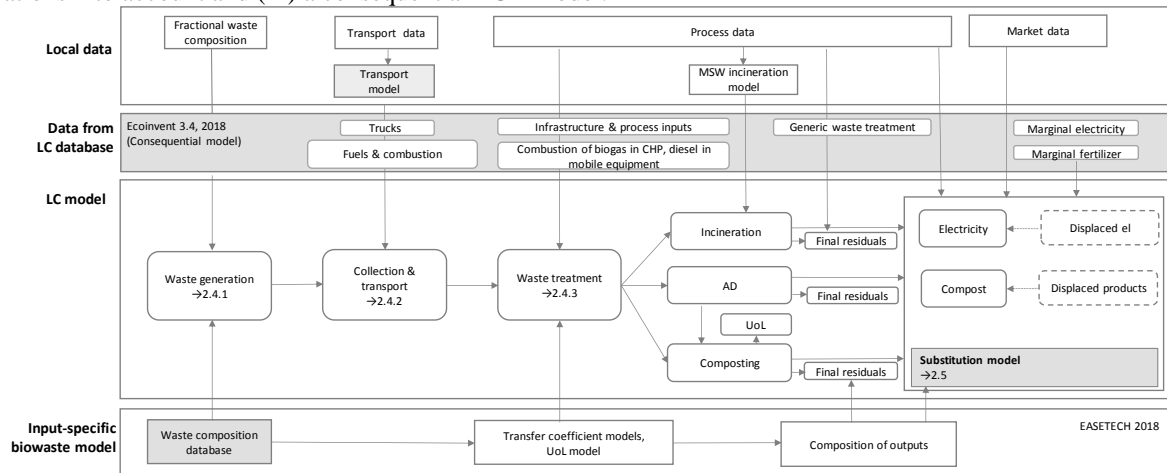 a consequential
Local data
Fractional waste
composition
Transport data
Process data
Market data
Transport
model
MSW incineration
model
Data from
LC database
Ecoinvent 3.4, 2018
(Consequential model)
Trucks
Fuels & combustion
Infrastructure & process inputs
Combustion of biogas in CHP, diesel in
mobile equipment
Generic waste treatment
Marginal electricity
Marginal fertilizer
LC model
Waste generation
→2.4.1
Collection &
transport
→2.4.2
Waste treatment
→2.4.3
Incineration
Final residuals
AD
Final residuals
UoL
Composting
Final residuals
Electricity
Displaced el
Compost
Displaced products
Substitution model
→2.5
Input-specific
biowaste model
Waste composition
database
Transfer coefficient models,
UoL model
Composition of outputs
EASETECH 2018